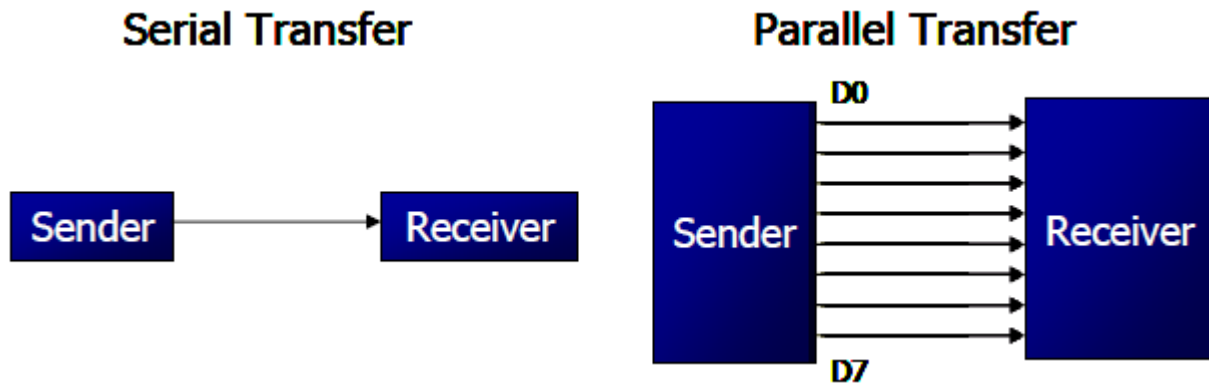 Serial Transfer
Sender
Receiver
Parallel Transfer
D0
Sender
Receiver
D7